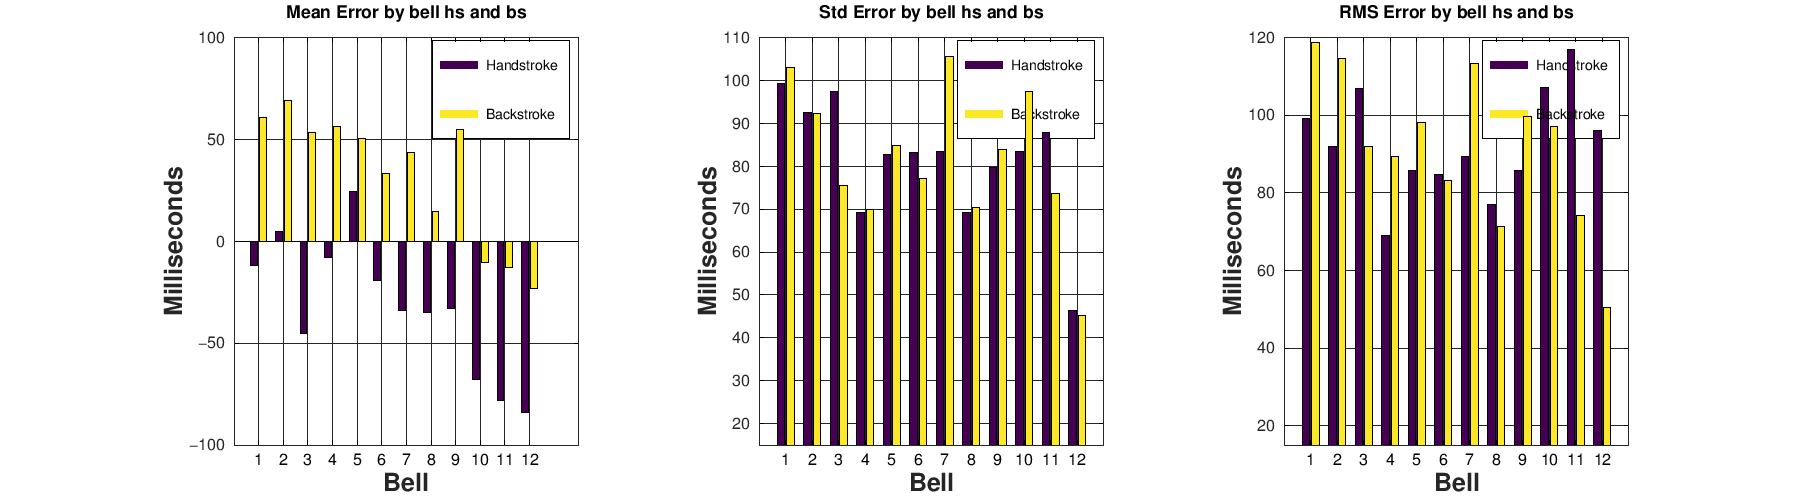 Mean Error by bell hs and bs
100
50
0
−50
−100
Milliseconds
Handstroke
Backstroke
1 2 3 4 5 6 7 8 9 10 11 12
Bell
Std Error by bell hs and bs
110
100
90
80
70
60
50
40
30
20
Milliseconds
Handstroke
Backstroke
1 2 3 4 5 6 7 8 9 10 11 12
Bell
RMS Error by bell hs and bs
120
100
80
60
40
20
Milliseconds
Handstroke
Backstroke
1 2 3 4 5 6 7 8 9 10 11 12
Bell